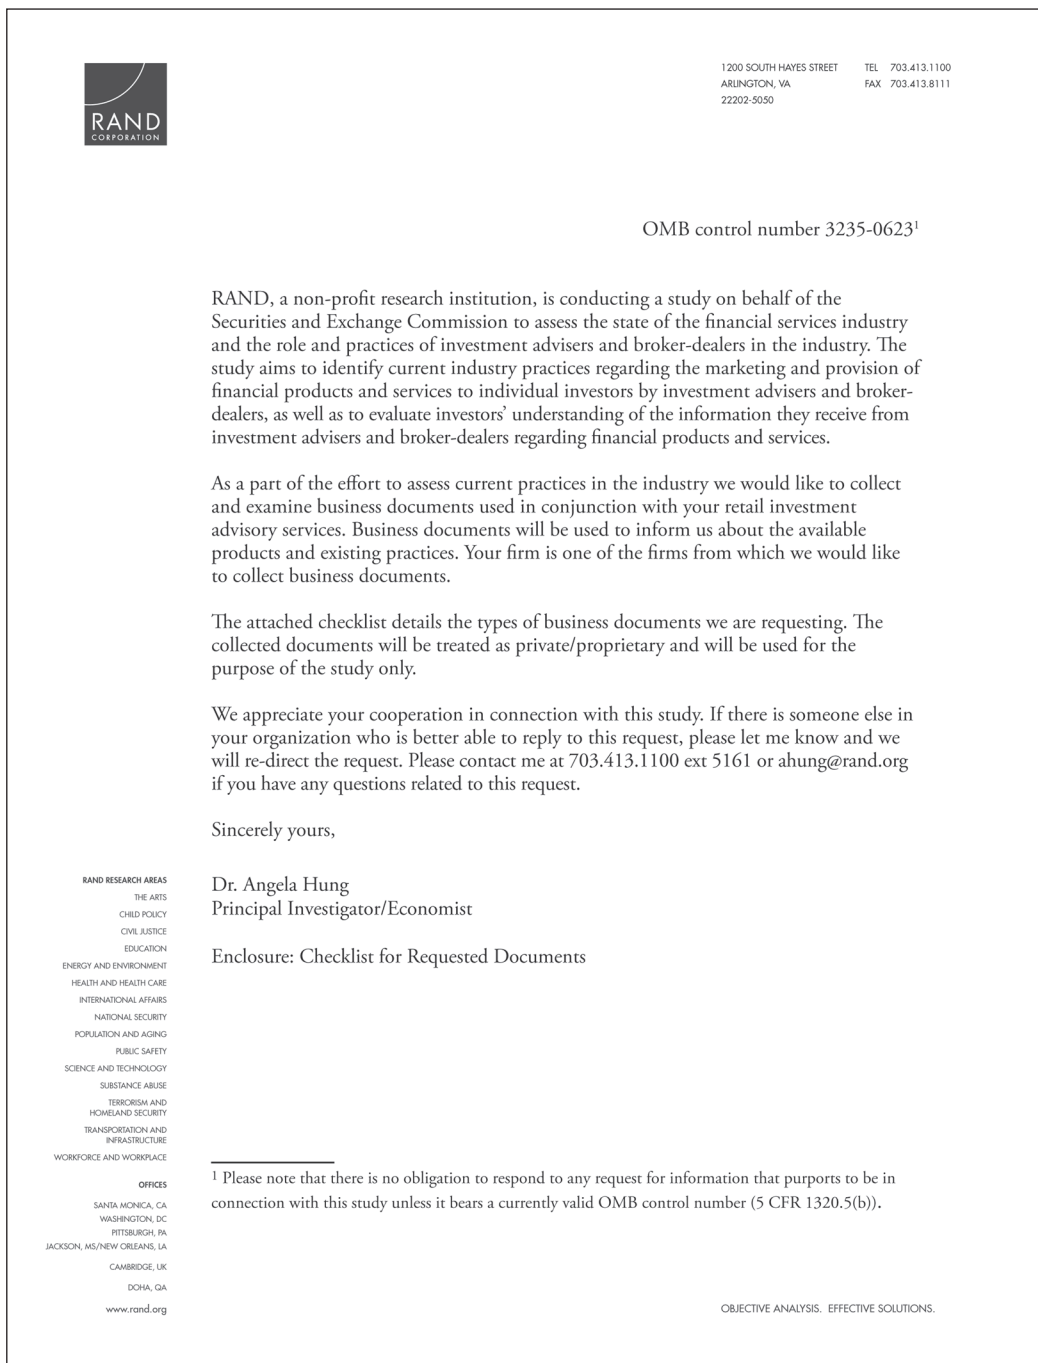 RAND
CORPORATION
1200 SOUTH HAYES STREET TEL 703.413.1100
ARLINGTON, VA FAX 703.413.8111
22202-5050
OMB control number 3235-0623¹
RAND, a non-profit research institution, is conducting a study on behalf of the
Securities and Exchange Commission to assess the state of the financial services industry
and the role and practices of investment advisers and broker-dealers in the industry. The
study aims to identify current industry practices regarding the marketing and provision of
financial products and services to individual investors by investment advisers and broker-
dealers, as well as to evaluate investors’ understanding of the information they receive from
investment advisers and broker-dealers regarding financial products and services.
As a part of the effort to assess current practices in the industry we would like to collect
and examine business documents used in conjunction with your retail investment
advisory services. Business documents will be used to inform us about the available
products and existing practices. Your firm is one of the firms from which we would like
to collect business documents.
The attached checklist details the types of business documents we are requesting. The
collected documents will be treated as private/proprietary and will be used for the
purpose of the study only.
We appreciate your cooperation in connection with this study. If there is someone else in
your organization who is better able to reply to this request, please let me know and we
will re-direct the request. Please contact me at 703.413.1100 ext 5161 or ahung@rand.org
if you have any questions related to this request.
Sincerely yours,
Dr. Angela Hung
Principal Investigator/Economist
Enclosure: Checklist for Requested Documents
RAND RESEARCH AREAS
THE ARTS
CHILD POLICY
CIVIL JUSTICE
EDUCATION
ENERGY AND ENVIRONMENT
HEALTH AND HEALTH CARE
INTERNATIONAL AFFAIRS
NATIONAL SECURITY
POPULATION AND AGING
PUBLIC SAFETY
SCIENCE AND TECHNOLOGY
SUBSTANCE ABUSE
TERRORISM AND
HOMELAND SECURITY
TRANSPORTATION AND
INFRASTRUCTURE
WORKFORCE AND WORKPLACE
OFFICES
SANTA MONICA, CA
WASHINGTON, DC
PITTSBURGH, PA
JACKSON, MS/NEW ORLEANS, LA
CAMBRIDGE, UK
DOHA, QA
www.rand.org
¹ Please note that there is no obligation to respond to any request for information that purports to be in
connection with this study unless it bears a currently valid OMB control number (5 CFR 1320.5(b)).
OBJECTIVE ANALYSIS. EFFECTIVE SOLUTIONS.